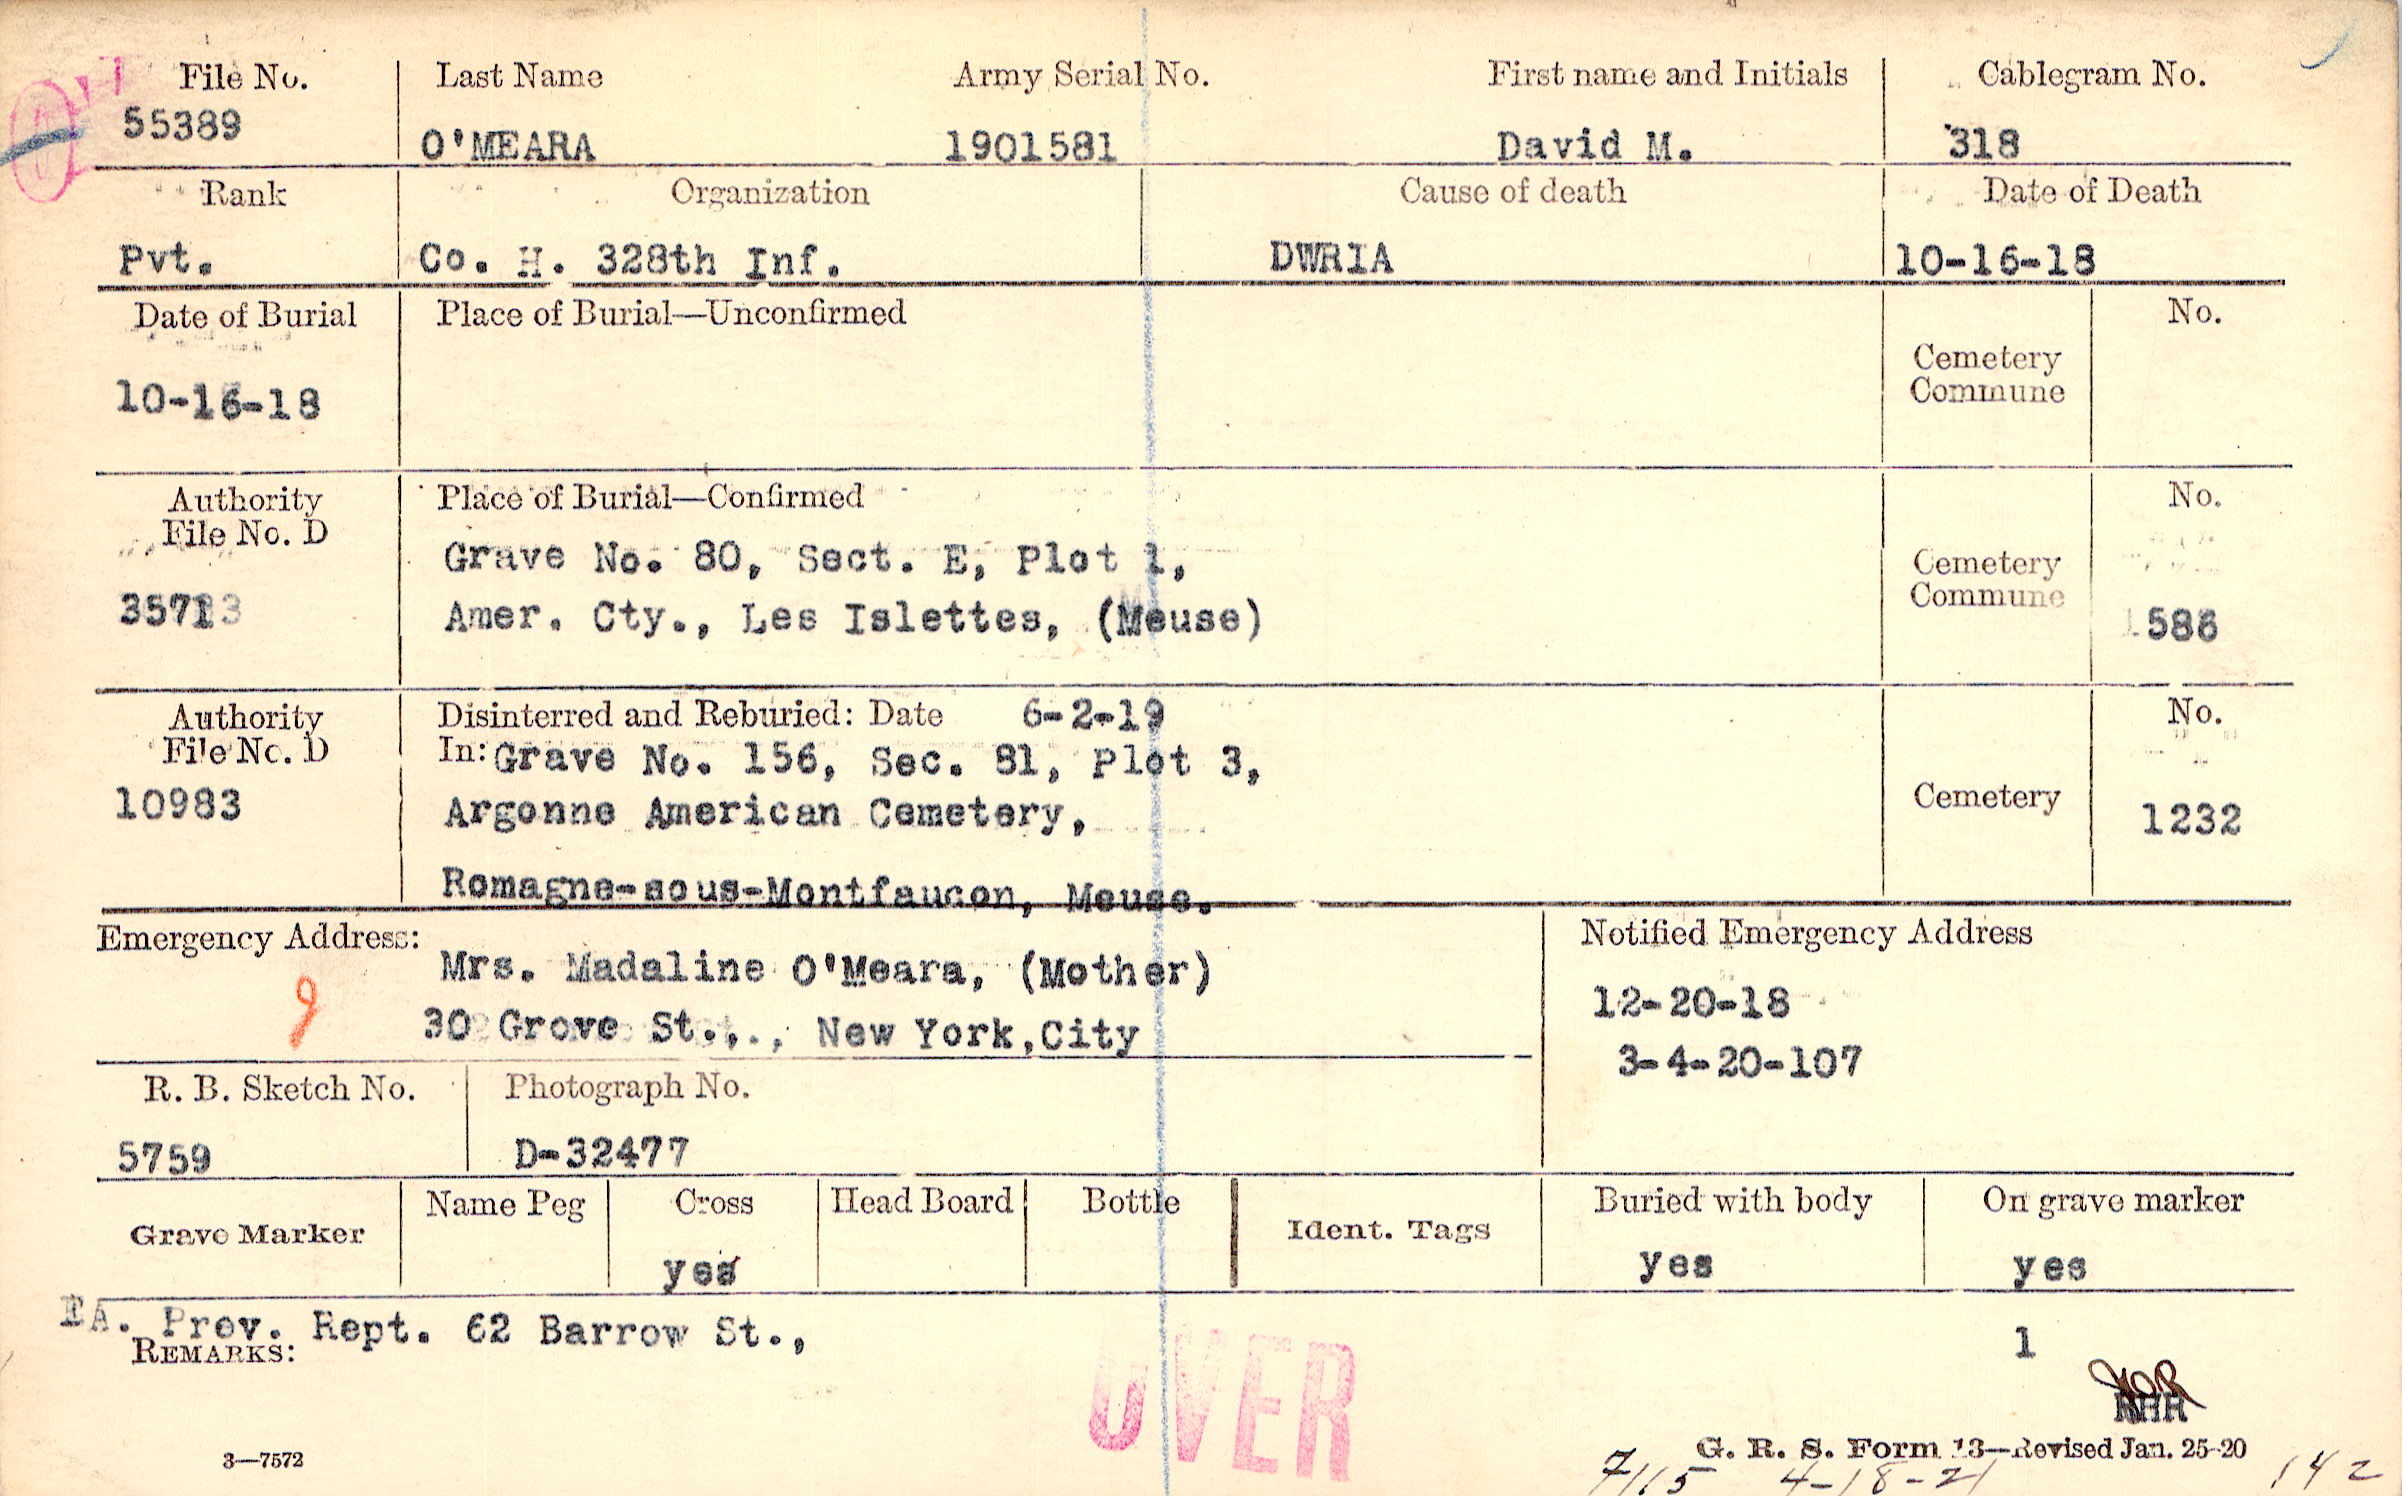 File No. Last Name Army Serial No. First name and Initials Cablegram No.
55389 O'MEARA 1901581 David M. 318
Rank Organization Cause of death Date of Death
Pvt. Co. H. 328th Inf. DWRIA 10-16-18
Date of Burial Place of Burial—Unconfirmed No.
Cemetery
Commune
10-16-18
Authority Place of Burial—Confirmed No.
File No. D
Grave No. 80, Sect. E, Plot 1,
Cemetery
Commune
35713 Amer. Cty., Les Islettes, (Meuse) 586
Authority Disinterred and Reburied: Date 6-2-19 No.
File No. D In: Grave No. 156, Sec. 81, Plot 3,
10983 Argonne American Cemetery, Cemetery 1232
Romagne-sous-Montfaucon, Meuse.
Emergency Address: Notified Emergency Address
Mrs. Madaline O'Meara, (Mother) 12-20-18
30 Grove St., New York,City 3-4-20-107
R. B. Sketch No. Photograph No.
5759 D-32477
Grave Marker Name Peg Cross Head Board Bottle Ident. Tags Buried with body On grave marker
yes yes yes
EA. Prev. Rept. 62 Barrow St., 1
REMARKS:
OVER
3—7572 G. R. S. Form 13—Revised Jan. 25-20
7115 4-18-21 142